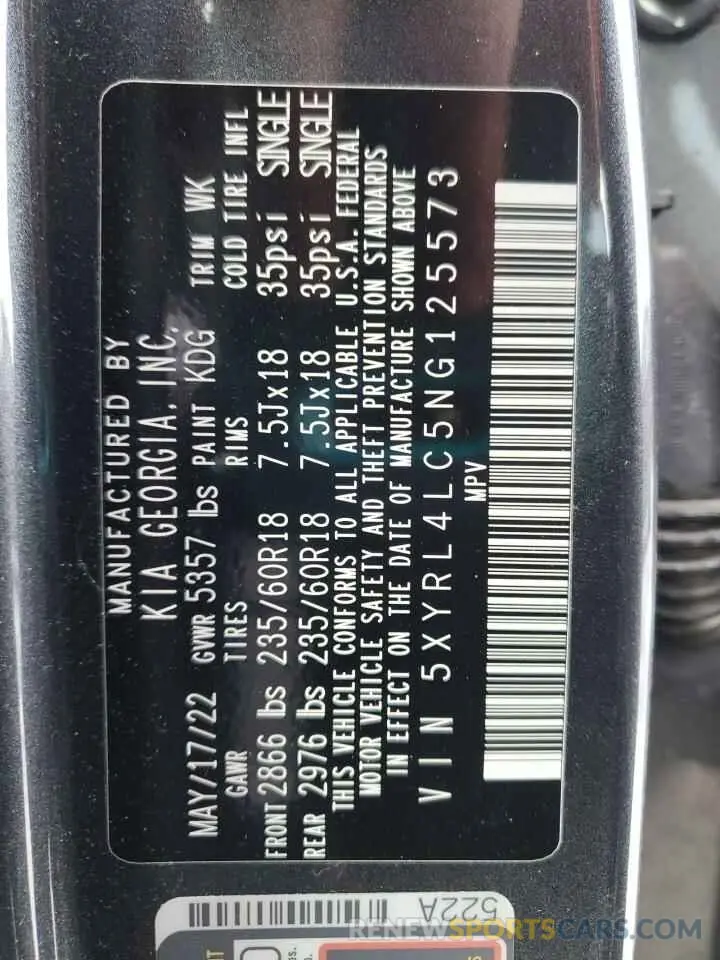 MANUFACTURED BY
KIA GEORGIA, INC.
MAY/17/22 GVWR 5357 lbs PAINT KDG TRIM WK
GAWR TIRES RIMS COLD TIRE INFL
FRONT 2866 lbs 235/60R18 7.5Jx18 35psi SINGLE
REAR 2976 lbs 235/60R18 7.5Jx18 35psi SINGLE
THIS VEHICLE CONFORMS TO ALL APPLICABLE U.S.A. FEDERAL
MOTOR VEHICLE SAFETY AND THEFT PREVENTION STANDARDS
IN EFFECT ON THE DATE OF MANUFACTURE SHOWN ABOVE
VIN 5XYRL4LC5NG125573
MPV
522A
RENEWSPORTSCARS.COM